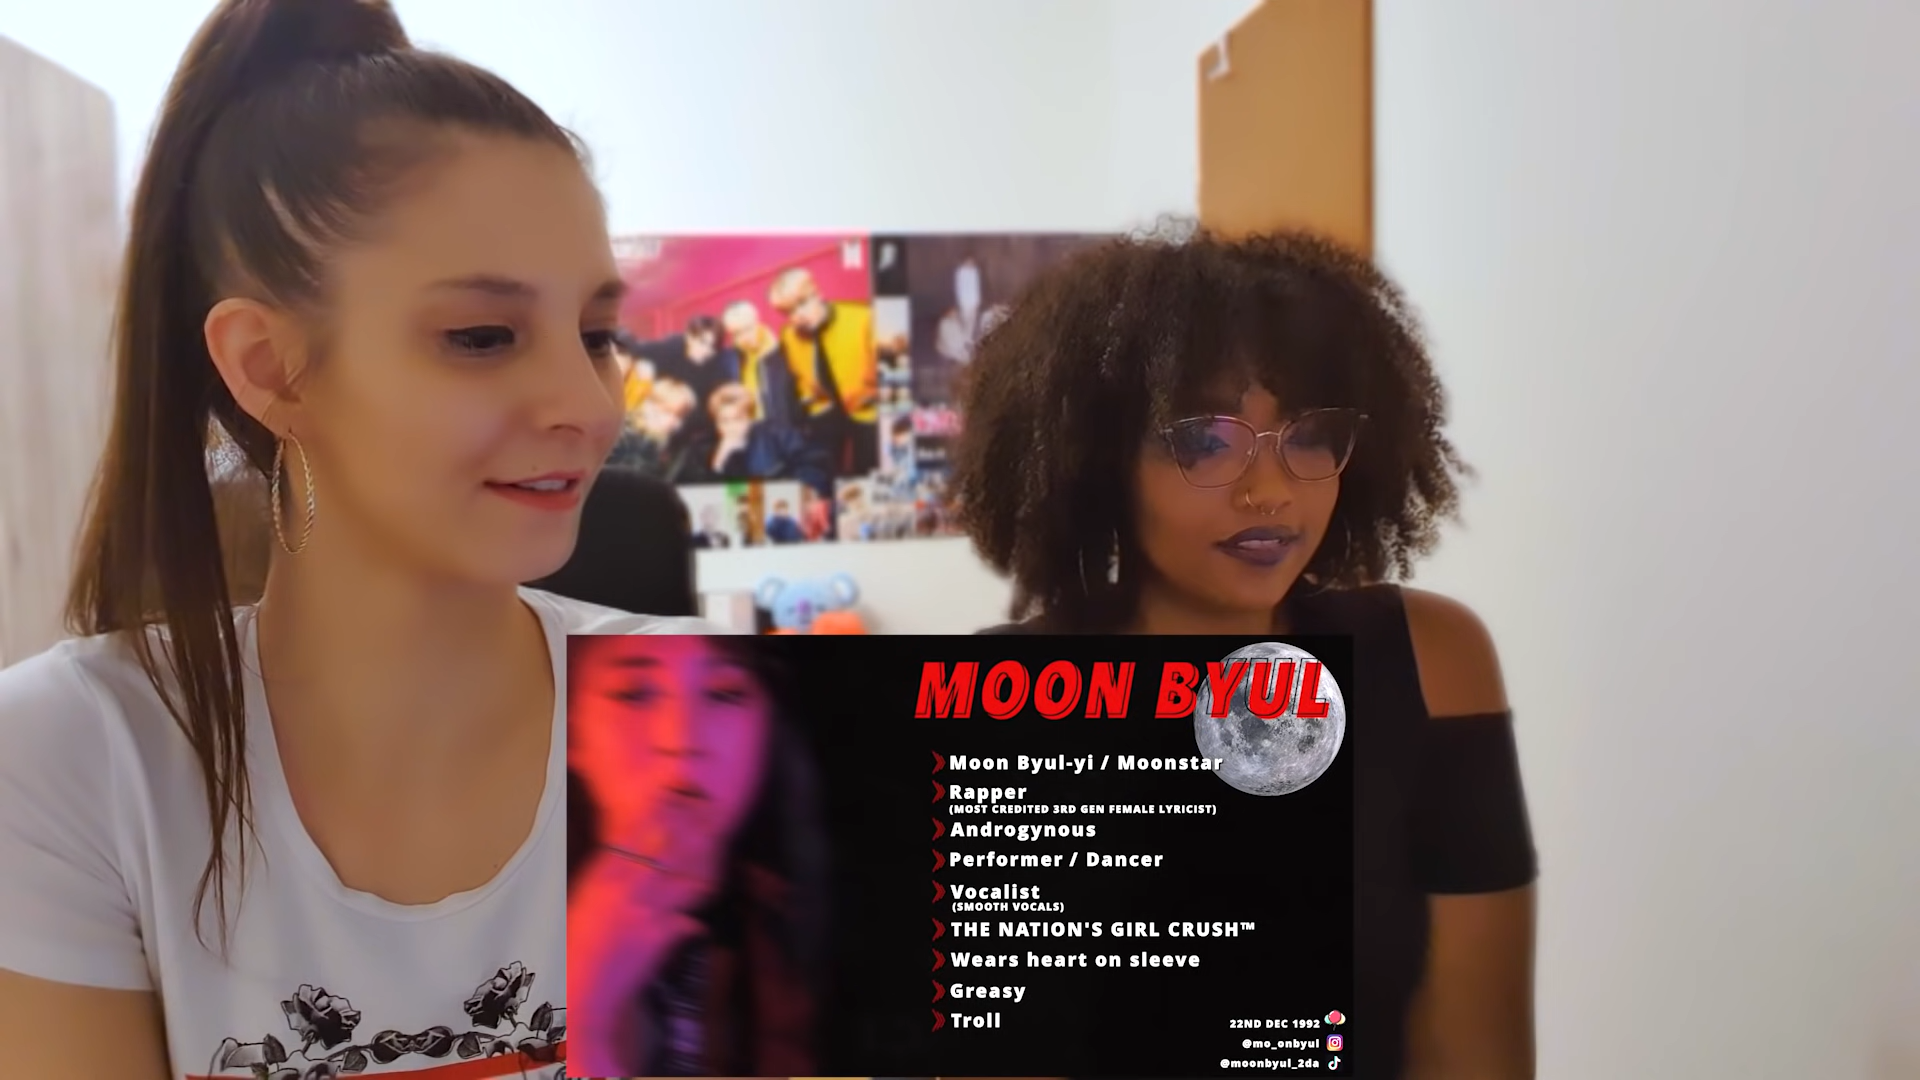 MOON BYUL
Moon Byul-yi / Moonstar
Rapper
(MOST CREDITED 3RD GEN FEMALE LYRICIST)
Androgynous
Performer / Dancer
Vocalist
(SMOOTH VOCALS)
THE NATION'S GIRL CRUSH™
Wears heart on sleeve
Greasy
Troll
22ND DEC 1992
@mo_onbyul
@moonbyul_2da